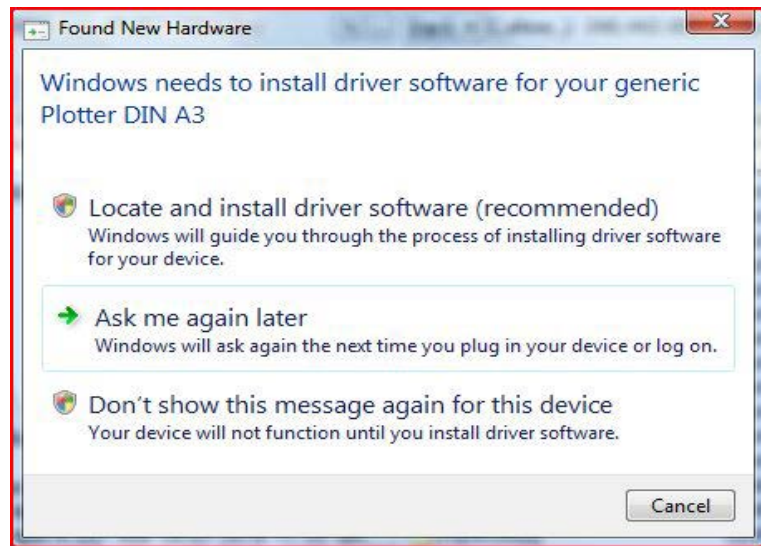 Found New Hardware
Windows needs to install driver software for your generic
Plotter DIN A3
Locate and install driver software (recommended)
Windows will guide you through the process of installing driver software
for your device.
Ask me again later
Windows will ask again the next time you plug in your device or log on.
Don't show this message again for this device
Your device will not function until you install driver software.
Cancel